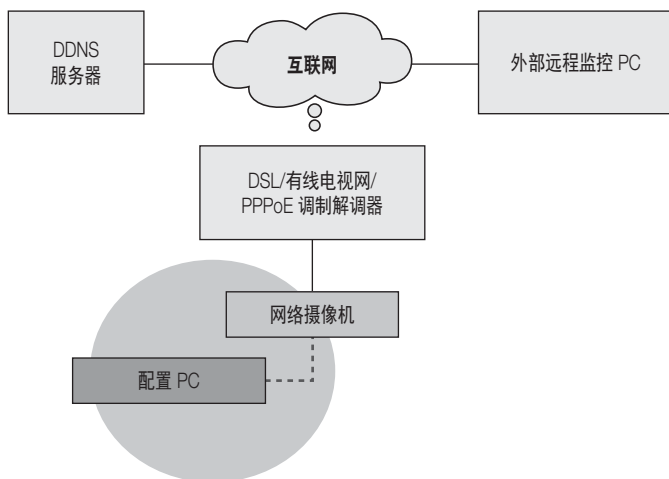 DDNS
服务器
互联网
外部远程监控 PC
DSL/有线电视网/
PPPoE 调制解调器
网络摄像机
配置 PC